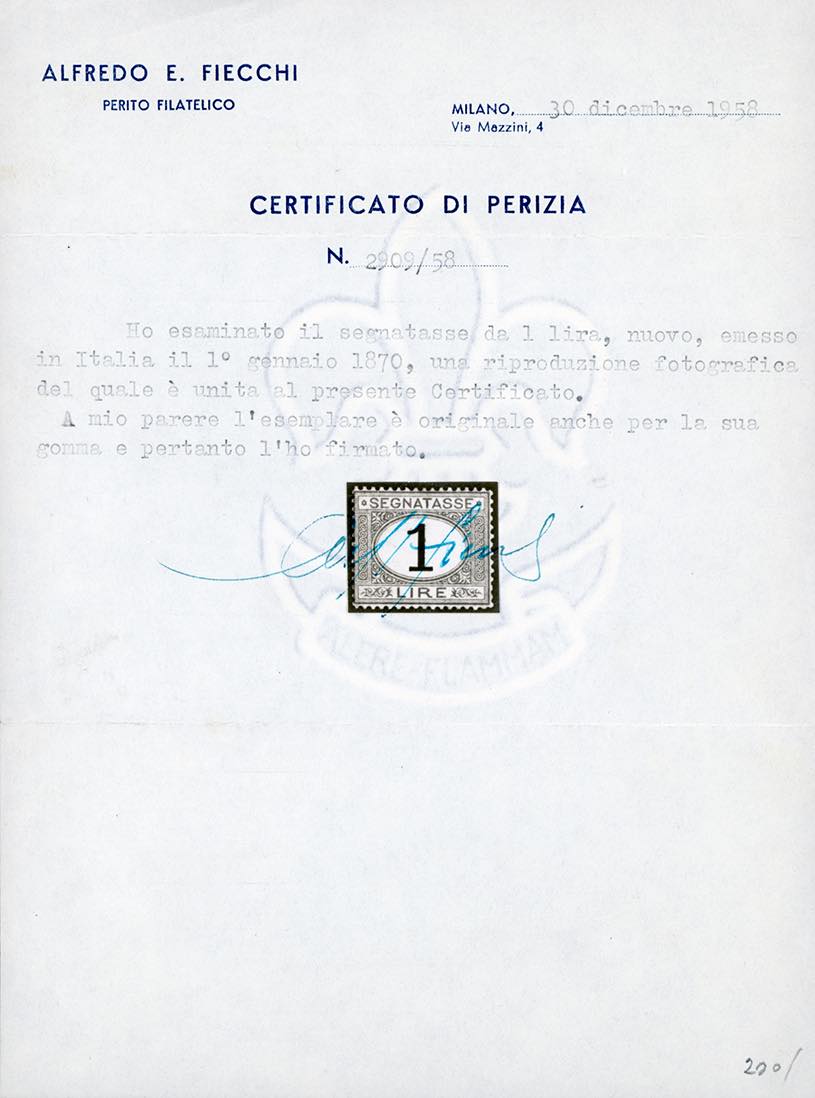 ALFREDO E. FIECCHI
PERITO FILATELICO
MILANO, 30 dicembre 1958
Via Mazzini, 4
CERTIFICATO DI PERIZIA
N. 2909/58
Ho esaminato il segnatasse da 1 lira, nuovo, emesso
in Italia il 1° gennaio 1870, una riproduzione fotografica
del quale è unita al presente Certificato.
A mio parere l'esemplare è originale anche per la sua
gomma e pertanto l'ho firmato.
SEGNATASSE
1
LIRE
FLAMMAM
200/